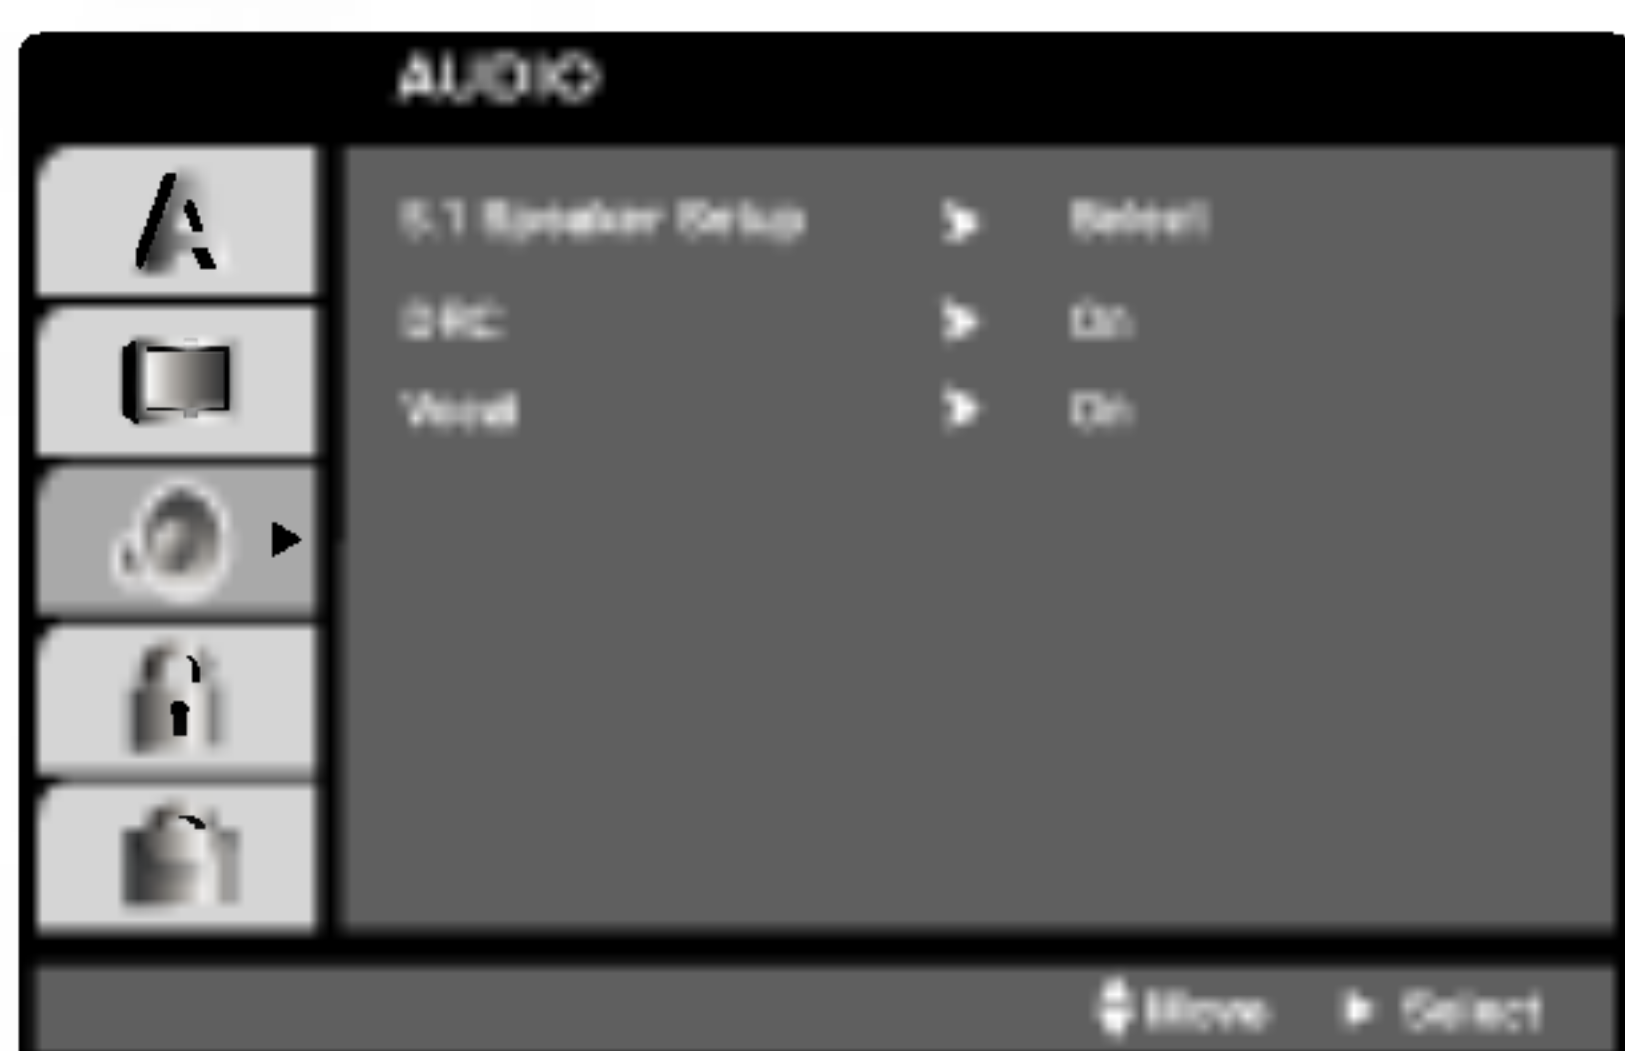 AUDIO
5.1 Speaker Setup Select
DRC On
Vocal On
Move Select